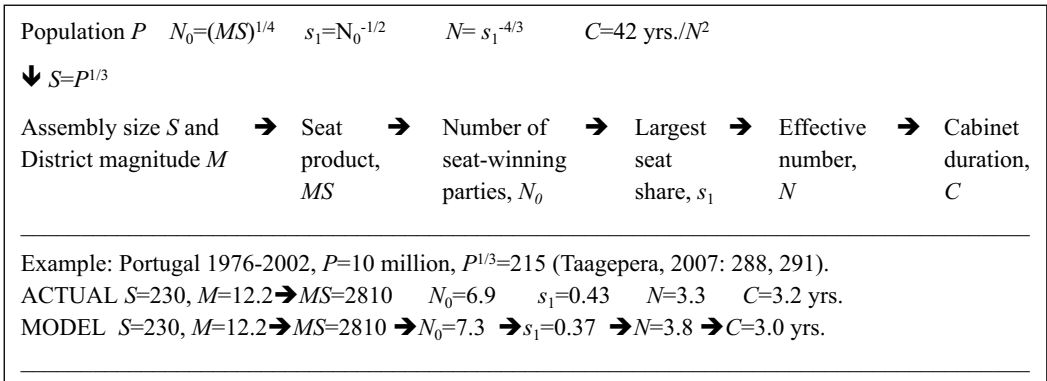 Population P N₀=(MS)¹/⁴ s₁=N₀⁻¹/² N= s₁⁻⁴/³ C=42 yrs./N²
🡻 S=P¹/³
Assembly size S and ➔ Seat ➔ Number of ➔ Largest ➔ Effective ➔ Cabinet
District magnitude M product, seat-winning seat number, duration,
MS parties, N₀ share, s₁ N C
Example: Portugal 1976-2002, P=10 million, P¹/³=215 (Taagepera, 2007: 288, 291).
ACTUAL S=230, M=12.2➔MS=2810 N₀=6.9 s₁=0.43 N=3.3 C=3.2 yrs.
MODEL S=230, M=12.2➔MS=2810 ➔N₀=7.3 ➔s₁=0.37 ➔N=3.8 ➔C=3.0 yrs.